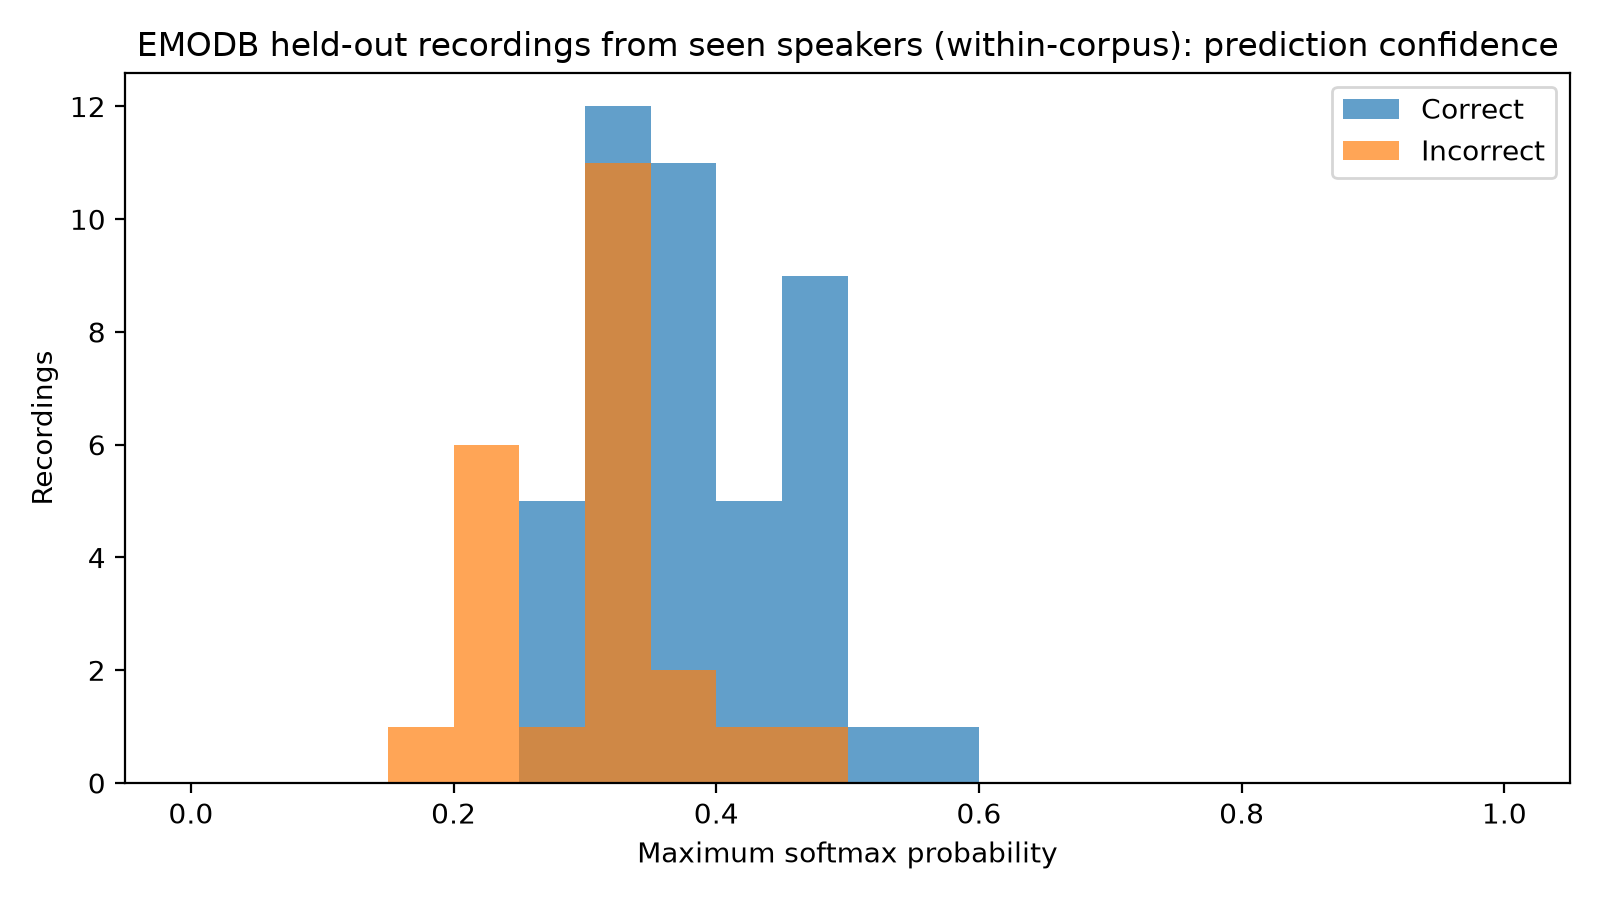 EMODB held-out recordings from seen speakers (within-corpus): prediction confidence
Correct
Incorrect
Recordings
12
10
8
6
4
2
0
0.0 0.2 0.4 0.6 0.8 1.0
Maximum softmax probability